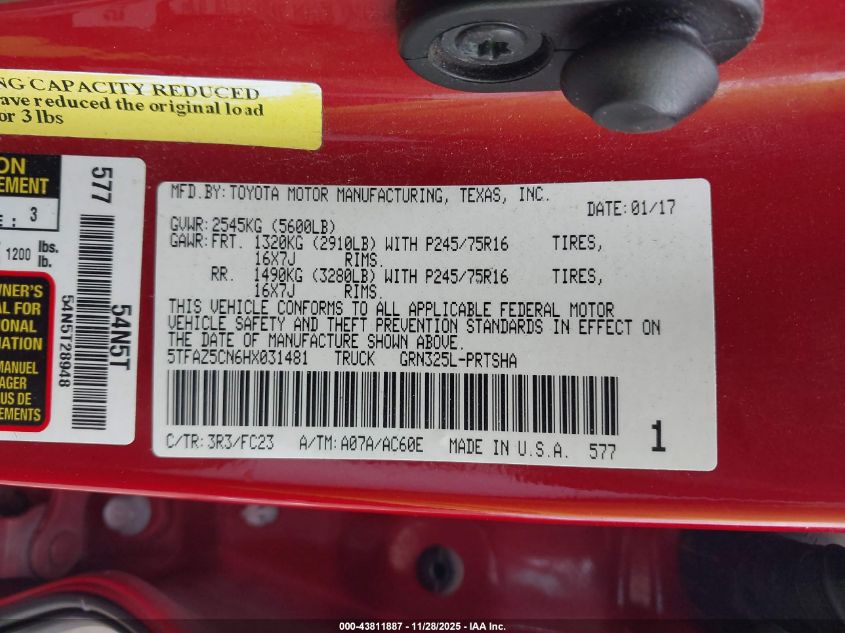 NG CAPACITY REDUCED
ave reduced the original load
or 3 lbs
ON
EMENT
E : 3
1200 lbs.
lb.
WNER'S
AL FOR
IONAL
MATION
MANUEL
AGER
US DE
EMENTS
577
54N5T
54N5T28948
MFD.BY: TOYOTA MOTOR MANUFACTURING, TEXAS, INC.
DATE: 01/17
GVWR: 2545KG (5600LB)
GAWR: FRT. 1320KG (2910LB) WITH P245/75R16 TIRES,
16X7J RIMS.
RR. 1490KG (3280LB) WITH P245/75R16 TIRES,
16X7J RIMS.
THIS VEHICLE CONFORMS TO ALL APPLICABLE FEDERAL MOTOR
VEHICLE SAFETY AND THEFT PREVENTION STANDARDS IN EFFECT ON
THE DATE OF MANUFACTURE SHOWN ABOVE.
5TFAZ5CN6HX031481 TRUCK GRN325L-PRTSHA
C/TR: 3R3/FC23 A/TM: A07A/AC60E MADE IN U.S.A. 577 1
000-43811887 - 11/28/2025 - IAA Inc.